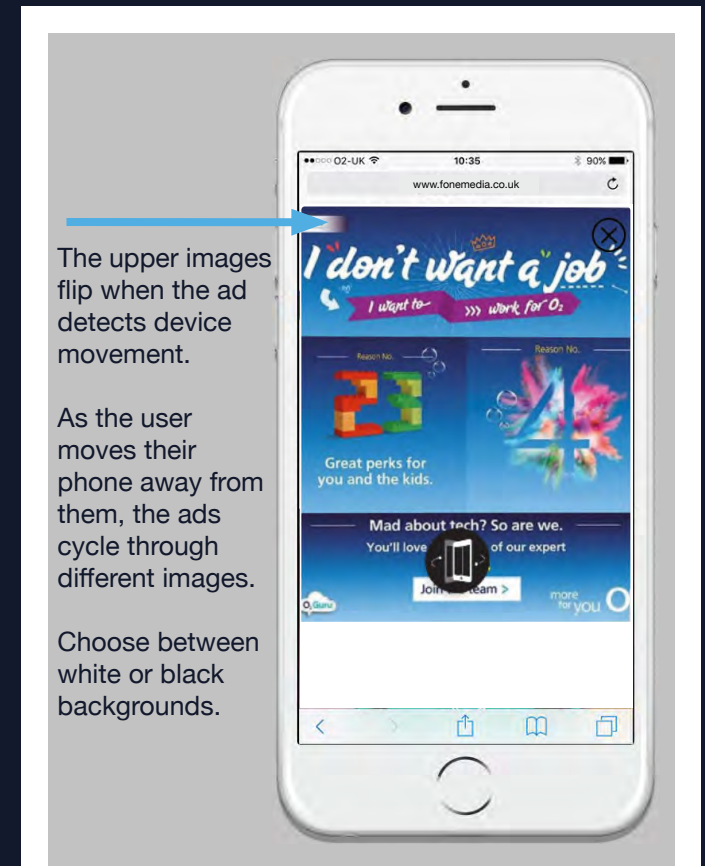 The upper images
flip when the ad
detects device
movement.
As the user
moves their
phone away from
them, the ads
cycle through
different images.
Choose between
white or black
backgrounds.
O2-UK 10:35 90%
www.fonemedia.co.uk
I don't want a job
I want to >>> work for O2
Reason No.
23
Great perks for
you and the kids.
Reason No.
4
Mad about tech? So are we.
You'll love of our expert
Join team >
O2 Guru
more
for you O